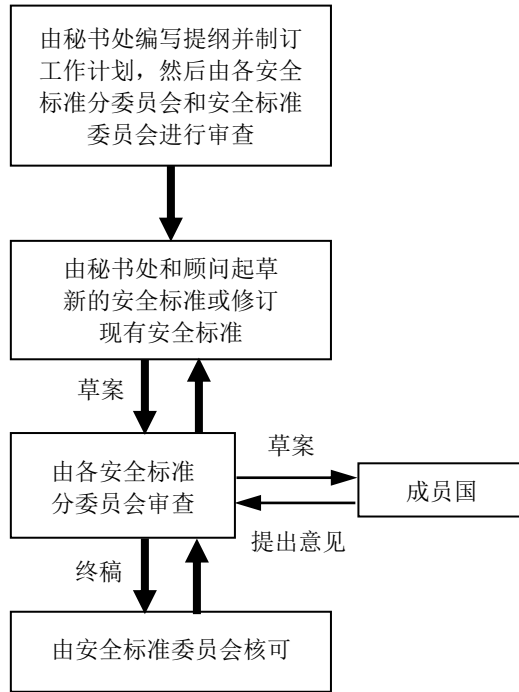 由秘书处编写提纲并制订
工作计划，然后由各安全
标准分委员会和安全标准
委员会进行审查
由秘书处和顾问起草
新的安全标准或修订
现有安全标准
草案
由各安全标准
分委员会审查
草案
成员国
提出意见
终稿
由安全标准委员会核可